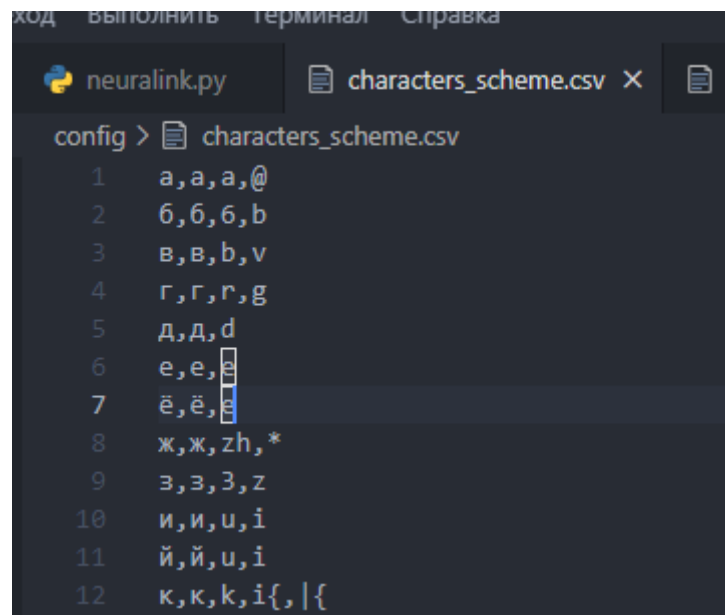 ход Выполнить Терминал Справка
neuralink.py characters_scheme.csv ×
config > characters_scheme.csv
1 а,а,a,@
2 б,б,6,b
3 в,в,b,v
4 г,г,r,g
5 д,д,d
6 е,е,e
7 ё,ё,e
8 ж,ж,zh,*
9 з,з,3,z
10 и,и,u,i
11 й,й,u,i
12 к,к,k,i{,|{